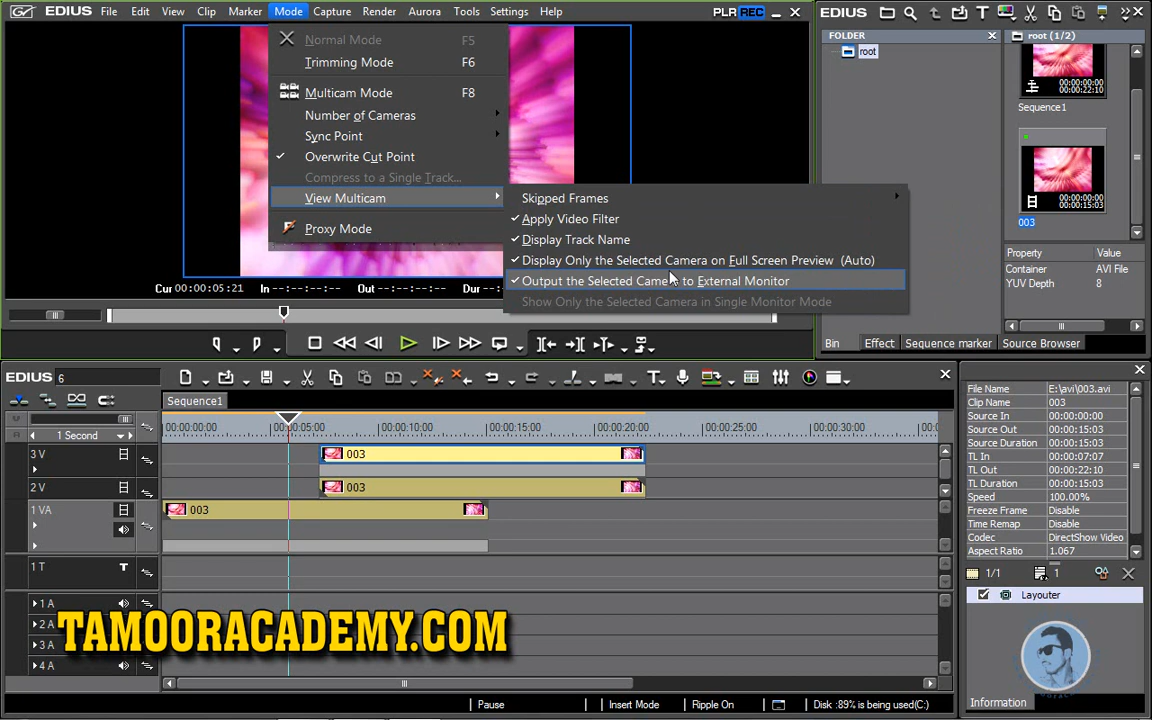 EDIUS File Edit View Clip Marker Mode Capture Render Aurora Tools Settings Help PLR REC
Normal Mode F5
Trimming Mode F6
Multicam Mode F8
Number of Cameras
Sync Point
Overwrite Cut Point
Compress to a Single Track...
View Multicam
Proxy Mode
Skipped Frames
Apply Video Filter
Display Track Name
Display Only the Selected Camera on Full Screen Preview (Auto)
Output the Selected Camera to External Monitor
Show Only the Selected Camera in Single Monitor Mode
Cur 00:00:05:21 In --:--:--:-- Out --:--:--:-- Dur --:
EDIUS
FOLDER
root
root (1/2)
00:00:00:00
00:00:22:10
Sequence1
00:00:00:00
00:00:15:03
003
Property Value
Container AVI File
YUV Depth 8
Bin Effect Sequence marker Source Browser
EDIUS 6
Sequence1
1 Second
00:00:00:00 00:00:05:00 00:00:10:00 00:00:15:00 00:00:20:00 00:00:25:00 00:00:30:00 00:0
3 V 003
2 V 003
1 VA 003
1 T T
1 A
2 A
3 A
4 A
TAMOORACADEMY.COM
File Name E:\avi\003.avi
Clip Name 003
Source In 00:00:00:00
Source Out 00:00:15:03
Source Duration 00:00:15:03
TL In 00:00:07:07
TL Out 00:00:22:10
TL Duration 00:00:15:03
Speed 100.00%
Freeze Frame Disable
Time Remap Disable
Codec DirectShow Video
Aspect Ratio 1.067
1/1 1
Layouter
Information
Pause Insert Mode Ripple On Disk :89% is being used(C:)